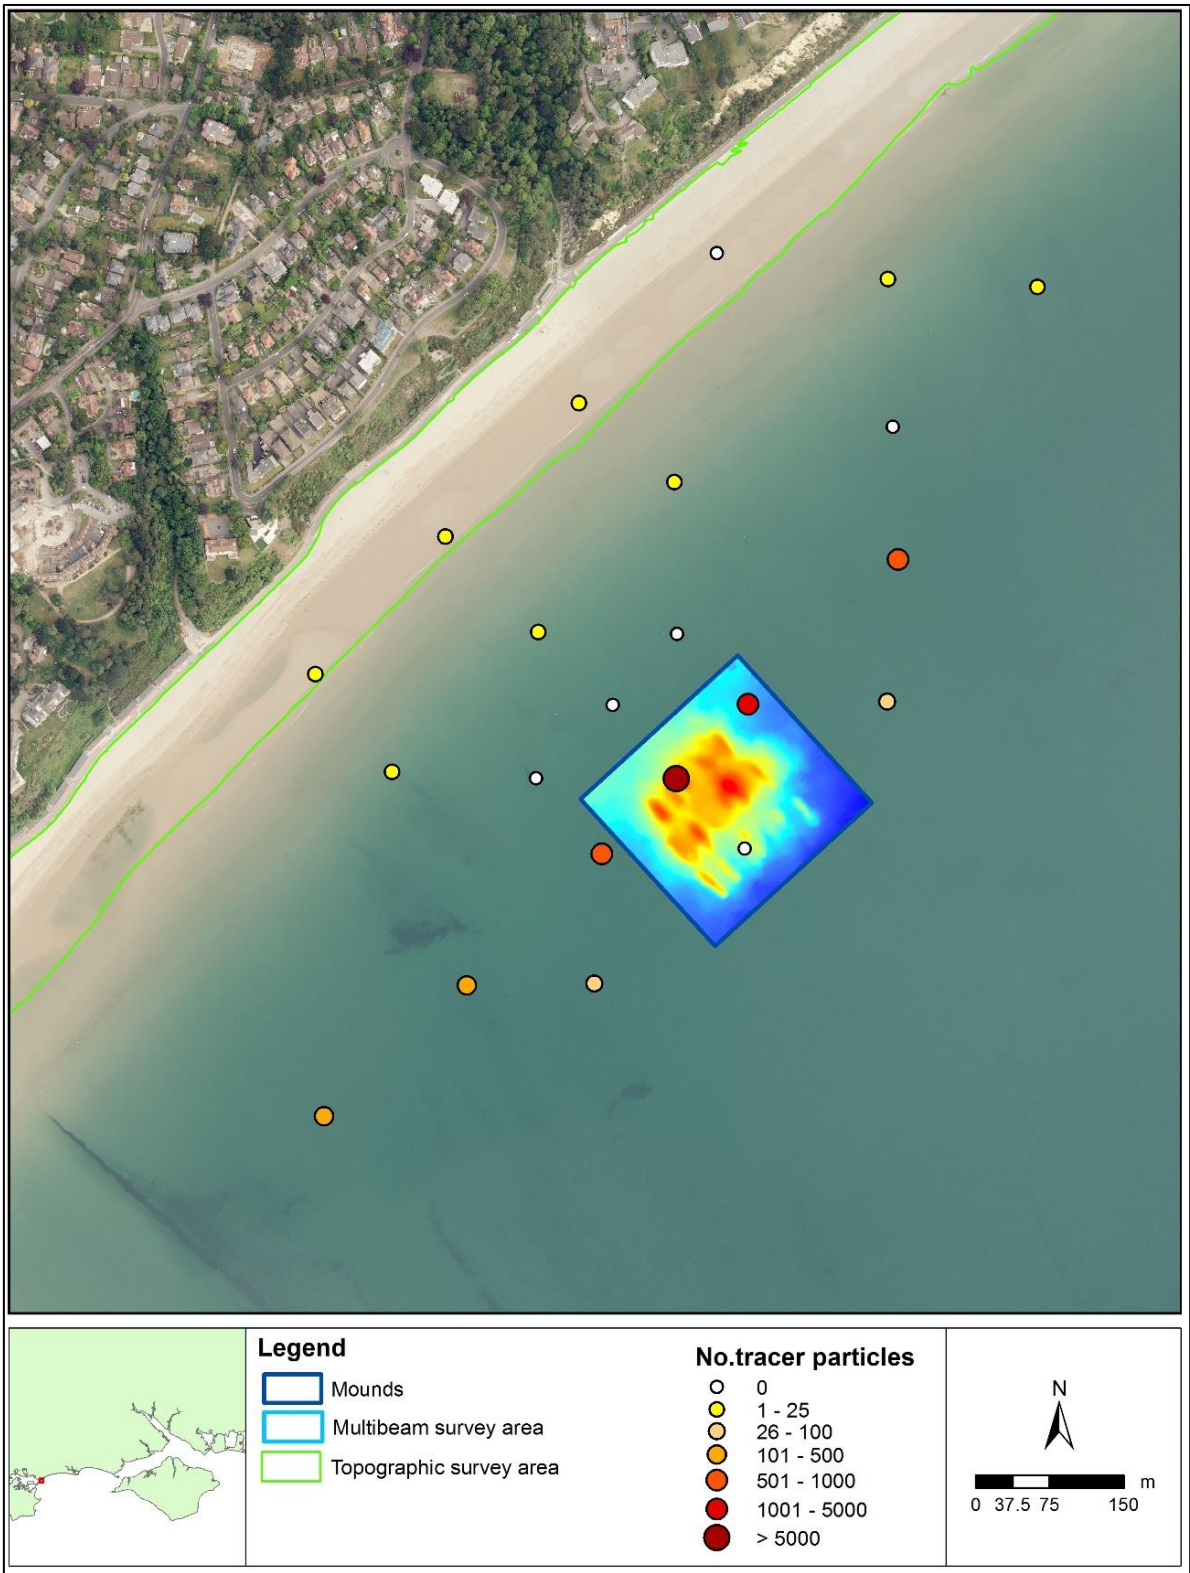 Legend
Mounds
Multibeam survey area
Topographic survey area
No.tracer particles
0
1 - 25
26 - 100
101 - 500
501 - 1000
1001 - 5000
> 5000
N
m
0 37.5 75 150